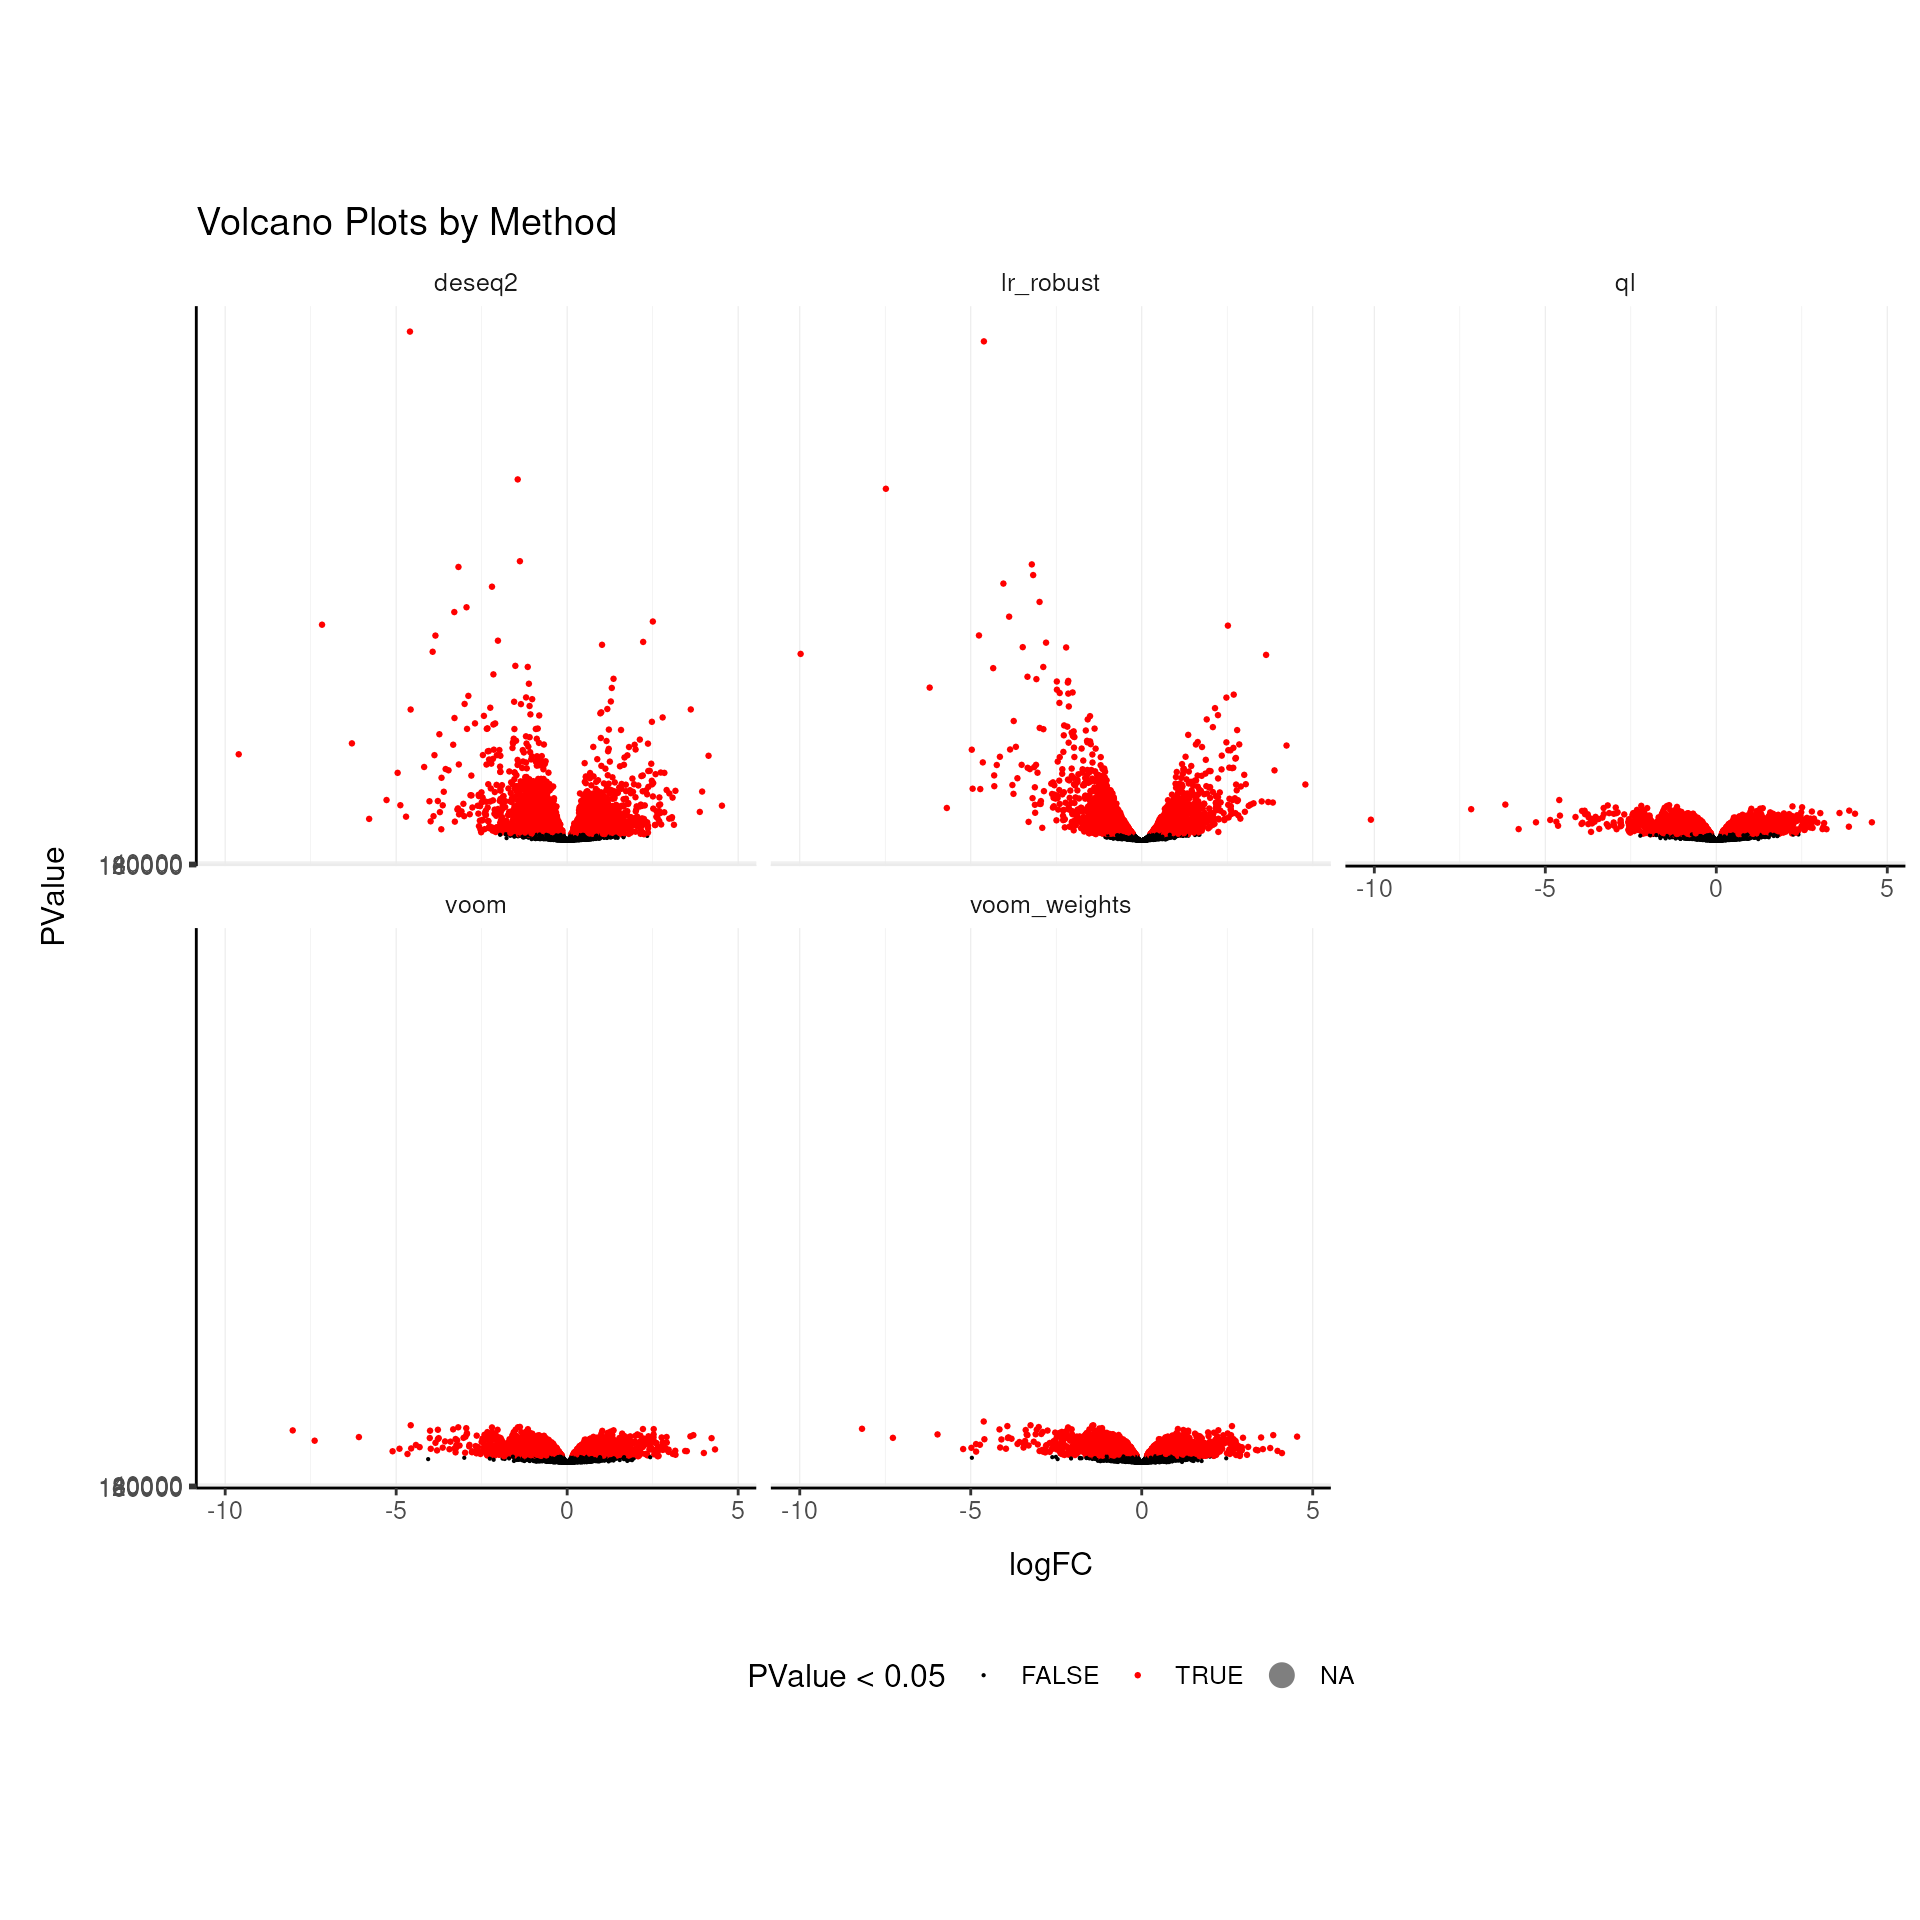 Volcano Plots by Method
deseq2 lr_robust ql
PValue
-10 -5 0 5
voom voom_weights
-10 -5 0 5 -10 -5 0 5
logFC
PValue < 0.05 FALSE TRUE NA